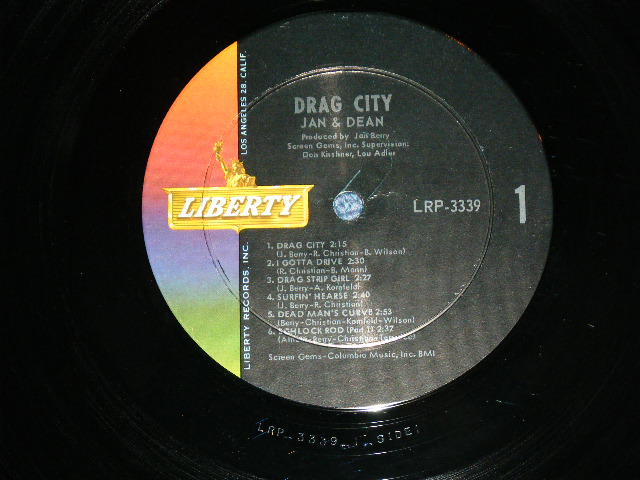 DRAG CITY
JAN & DEAN
Produced by Jan Berry
Screen Gems, Inc. Supervision:
Don Kirshner, Lou Adler
LOS ANGELES 28, CALIF.
LIBERTY
LRP-3339
1
1. DRAG CITY 2:15
(J. Berry-R. Christian-B. Wilson)
2. I GOTTA DRIVE 2:30
(R. Christian-B. Mann)
3. DRAG STRIP GIRL 2:27
(J. Berry-A. Kornfeld)
4. SURFIN' HEARSE 2:40
(J. Berry-R. Christian)
5. DEAD MAN'S CURVE 2:53
(Berry-Christian-Kornfeld-Wilson)
6. SCHLOCK ROD (Part 1) 2:37
Berry-Christian-
Screen Gems-Columbia Music, Inc. BMI
LIBERTY RECORDS, INC.
LRP-3339 SIDE1